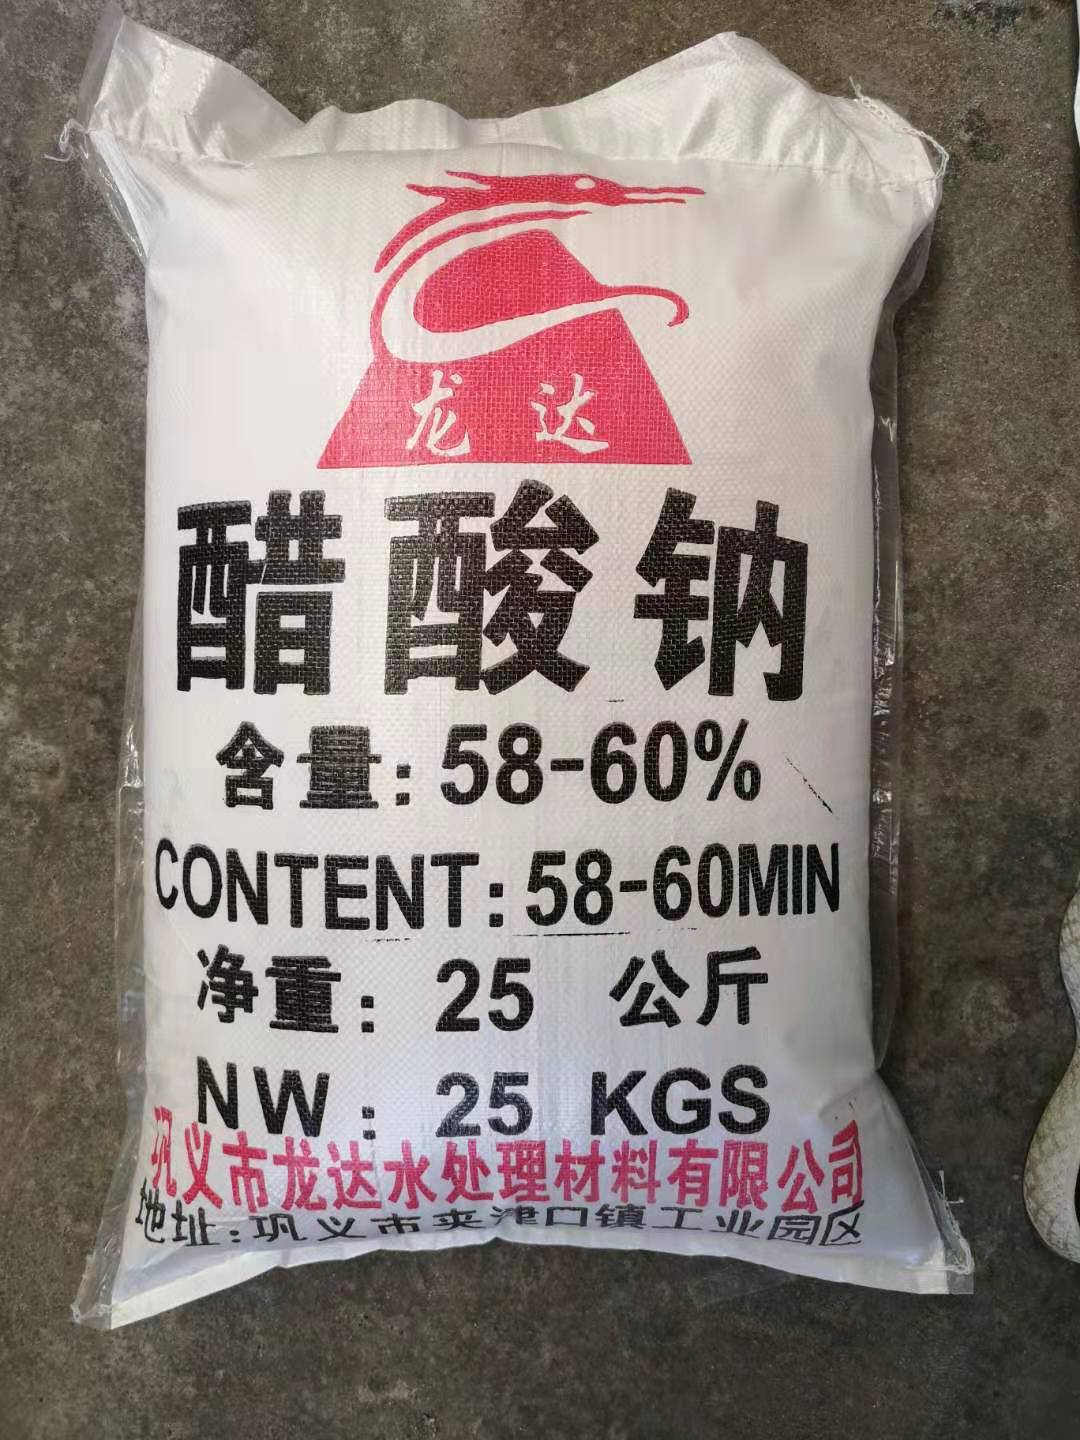 龙达
醋酸钠
含量:58-60%
CONTENT:58-60MIN
净重: 25 公斤
NW: 25 KGS
巩义市龙达水处理材料有限公司
地址:巩义市夹津口镇工业园区